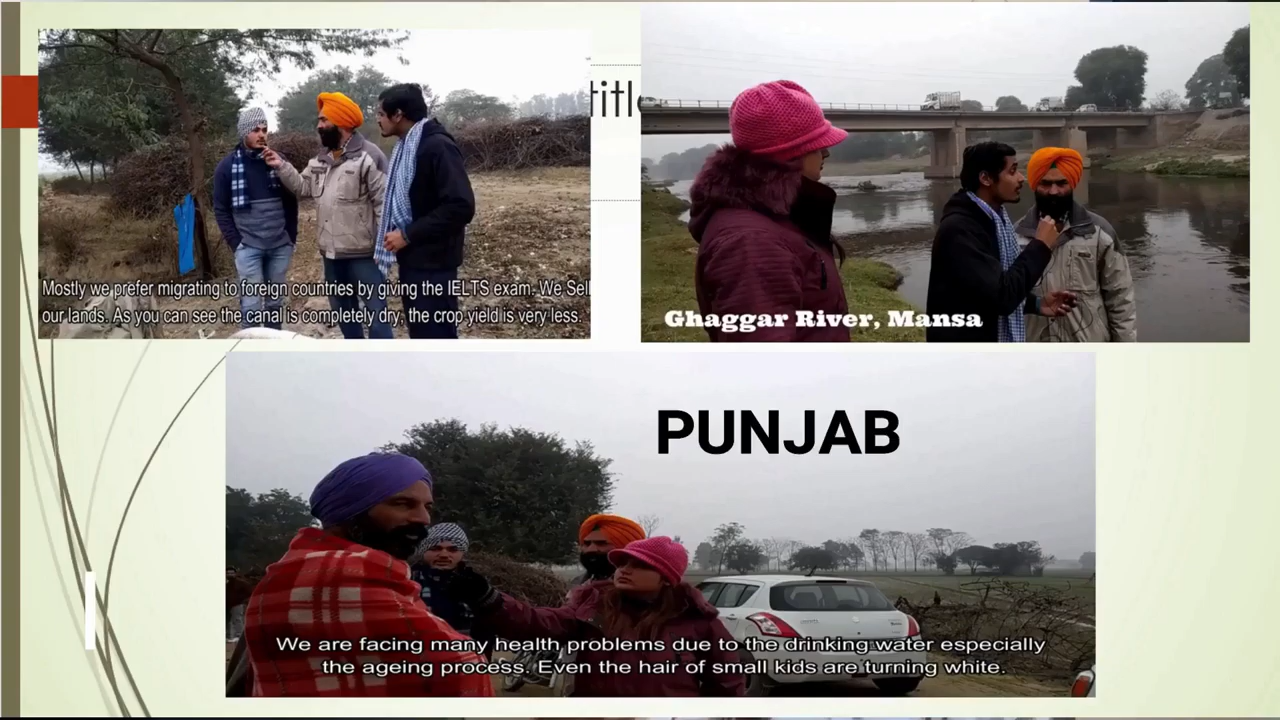 Mostly we prefer migrating to foreign countries by giving the IELTS exam. We Sell
our lands. As you can see the canal is completely dry, the crop yield is very less.
title
Ghaggar River, Mansa
PUNJAB
We are facing many health problems due to the drinking water especially
the ageing process. Even the hair of small kids are turning white.